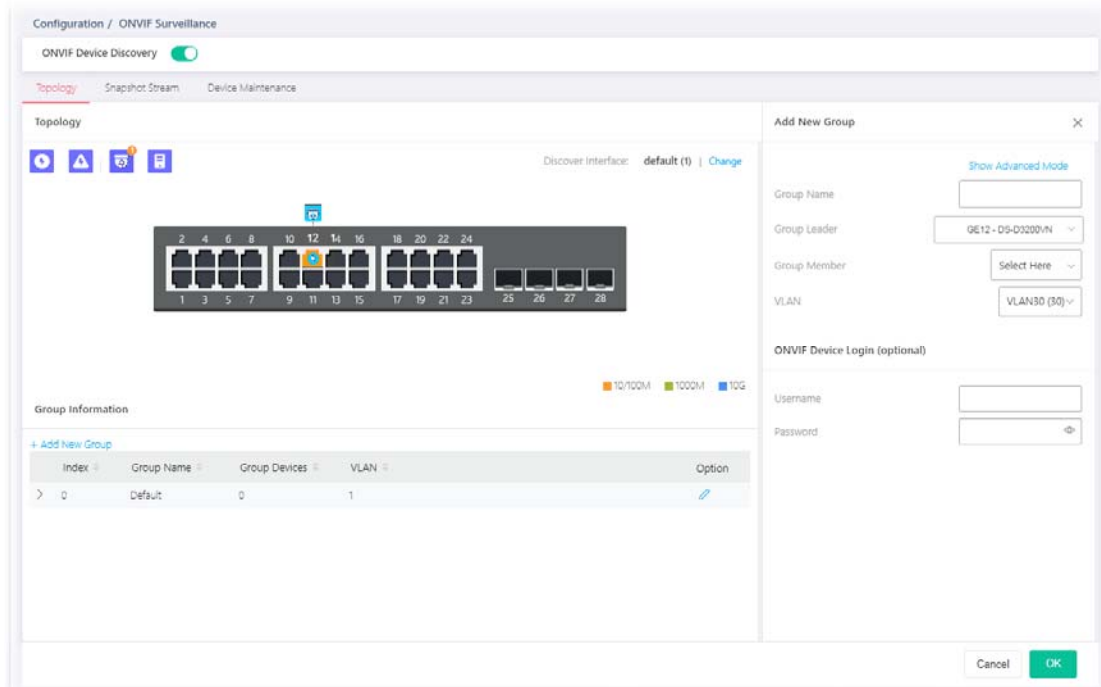 Configuration / ONVIF Surveillance
ONVIF Device Discovery
Topology Snapshot Stream Device Maintenance
Topology
1
Discover Interface: default (1) | Change
2 4 6 8 10 12 14 16 18 20 22 24
1 3 5 7 9 11 13 15 17 19 21 23 25 26 27 28
10/100M 1000M 10G
Group Information
+ Add New Group
Index Group Name Group Devices VLAN Option
0 Default 0 1
Add New Group
Show Advanced Mode
Group Name
Group Leader GE12 - DS-D3200VN
Group Member Select Here
VLAN VLAN30 (30)
ONVIF Device Login (optional)
Username
Password
Cancel OK